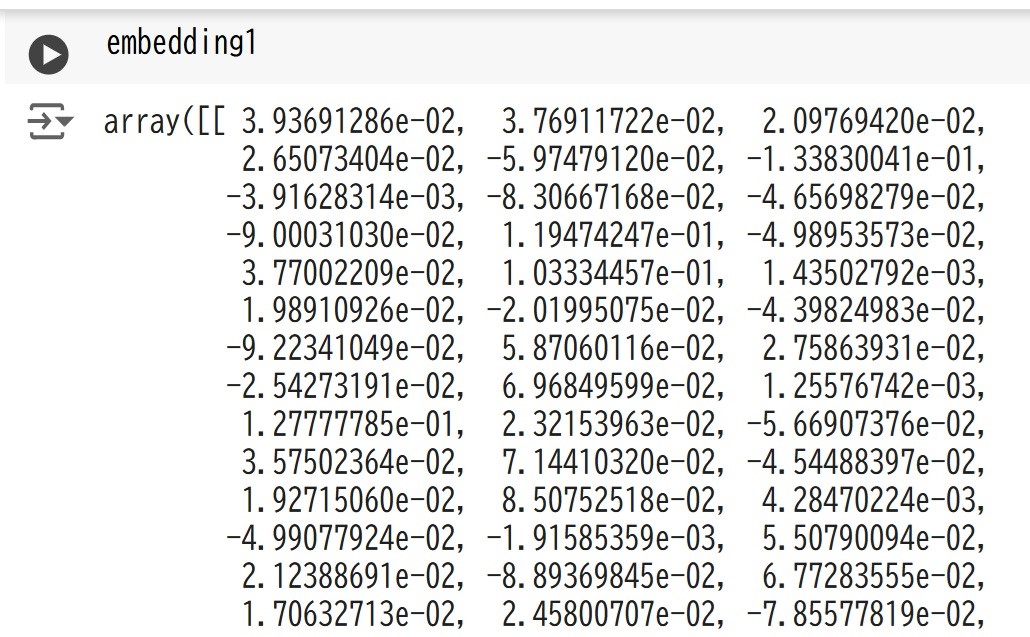 embedding1
array([[ 3.93691286e-02,  3.76911722e-02,  2.09769420e-02,
         2.65073404e-02, -5.97479120e-02, -1.33830041e-01,
        -3.91628314e-03, -8.30667168e-02, -4.65698279e-02,
        -9.00031030e-02,  1.19474247e-01, -4.98953573e-02,
         3.77002209e-02,  1.03334457e-01,  1.43502792e-03,
         1.98910926e-02, -2.01995075e-02, -4.39824983e-02,
        -9.22341049e-02,  5.87060116e-02,  2.75863931e-02,
        -2.54273191e-02,  6.96849599e-02,  1.25576742e-03,
         1.27777785e-01,  2.32153963e-02, -5.66907376e-02,
         3.57502364e-02,  7.14410320e-02, -4.54488397e-02,
         1.92715060e-02,  8.50752518e-02,  4.28470224e-03,
        -4.99077924e-02, -1.91585359e-03,  5.50790094e-02,
         2.12388691e-02, -8.89369845e-02,  6.77283555e-02,
         1.70632713e-02,  2.45800707e-02, -7.85577819e-02,